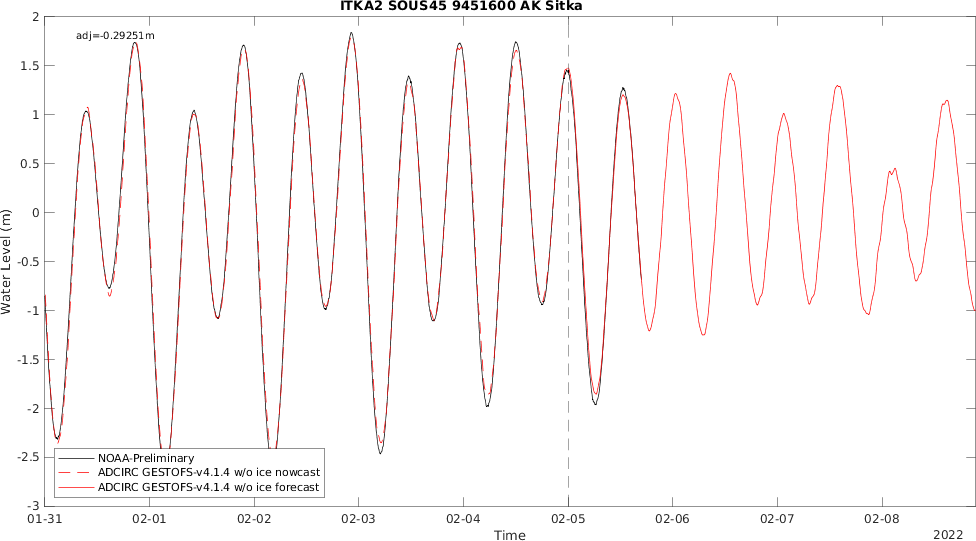 ITKA2 SOUS45 9451600 AK Sitka
adj=-0.29251m
2
1.5
1
0.5
0
-0.5
-1
-1.5
-2
-2.5
-3
Water Level (m)
NOAA-Preliminary
ADCIRC GESTOFS-v4.1.4 w/o ice nowcast
ADCIRC GESTOFS-v4.1.4 w/o ice forecast
01-31 02-01 02-02 02-03 02-04 02-05 02-06 02-07 02-08
Time
2022